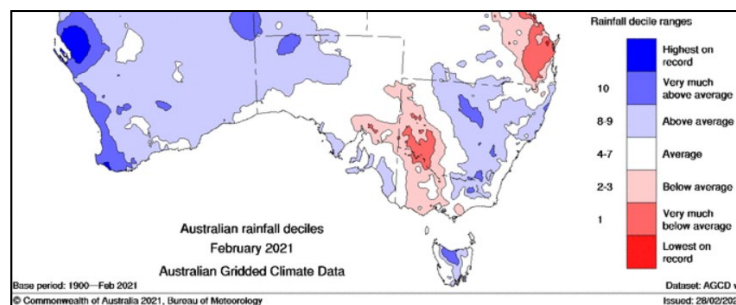 Rainfall decile ranges
Highest on
record
10
Very much
above average
8-9
Above average
4-7
Average
2-3
Below average
1
Very much
below average
Lowest on
record
Australian rainfall deciles
February 2021
Australian Gridded Climate Data
Base period: 1900—Feb 2021
Dataset: AGCD v
© Commonwealth of Australia 2021, Bureau of Meteorology
Issued: 28/02/202